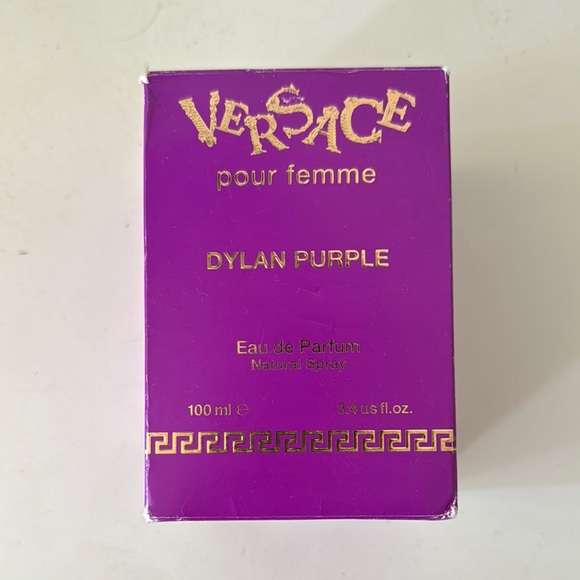 VERSACE
pour femme
DYLAN PURPLE
Eau de Parfum
Natural Spray
100 ml ℮ 3.4 us fl.oz.